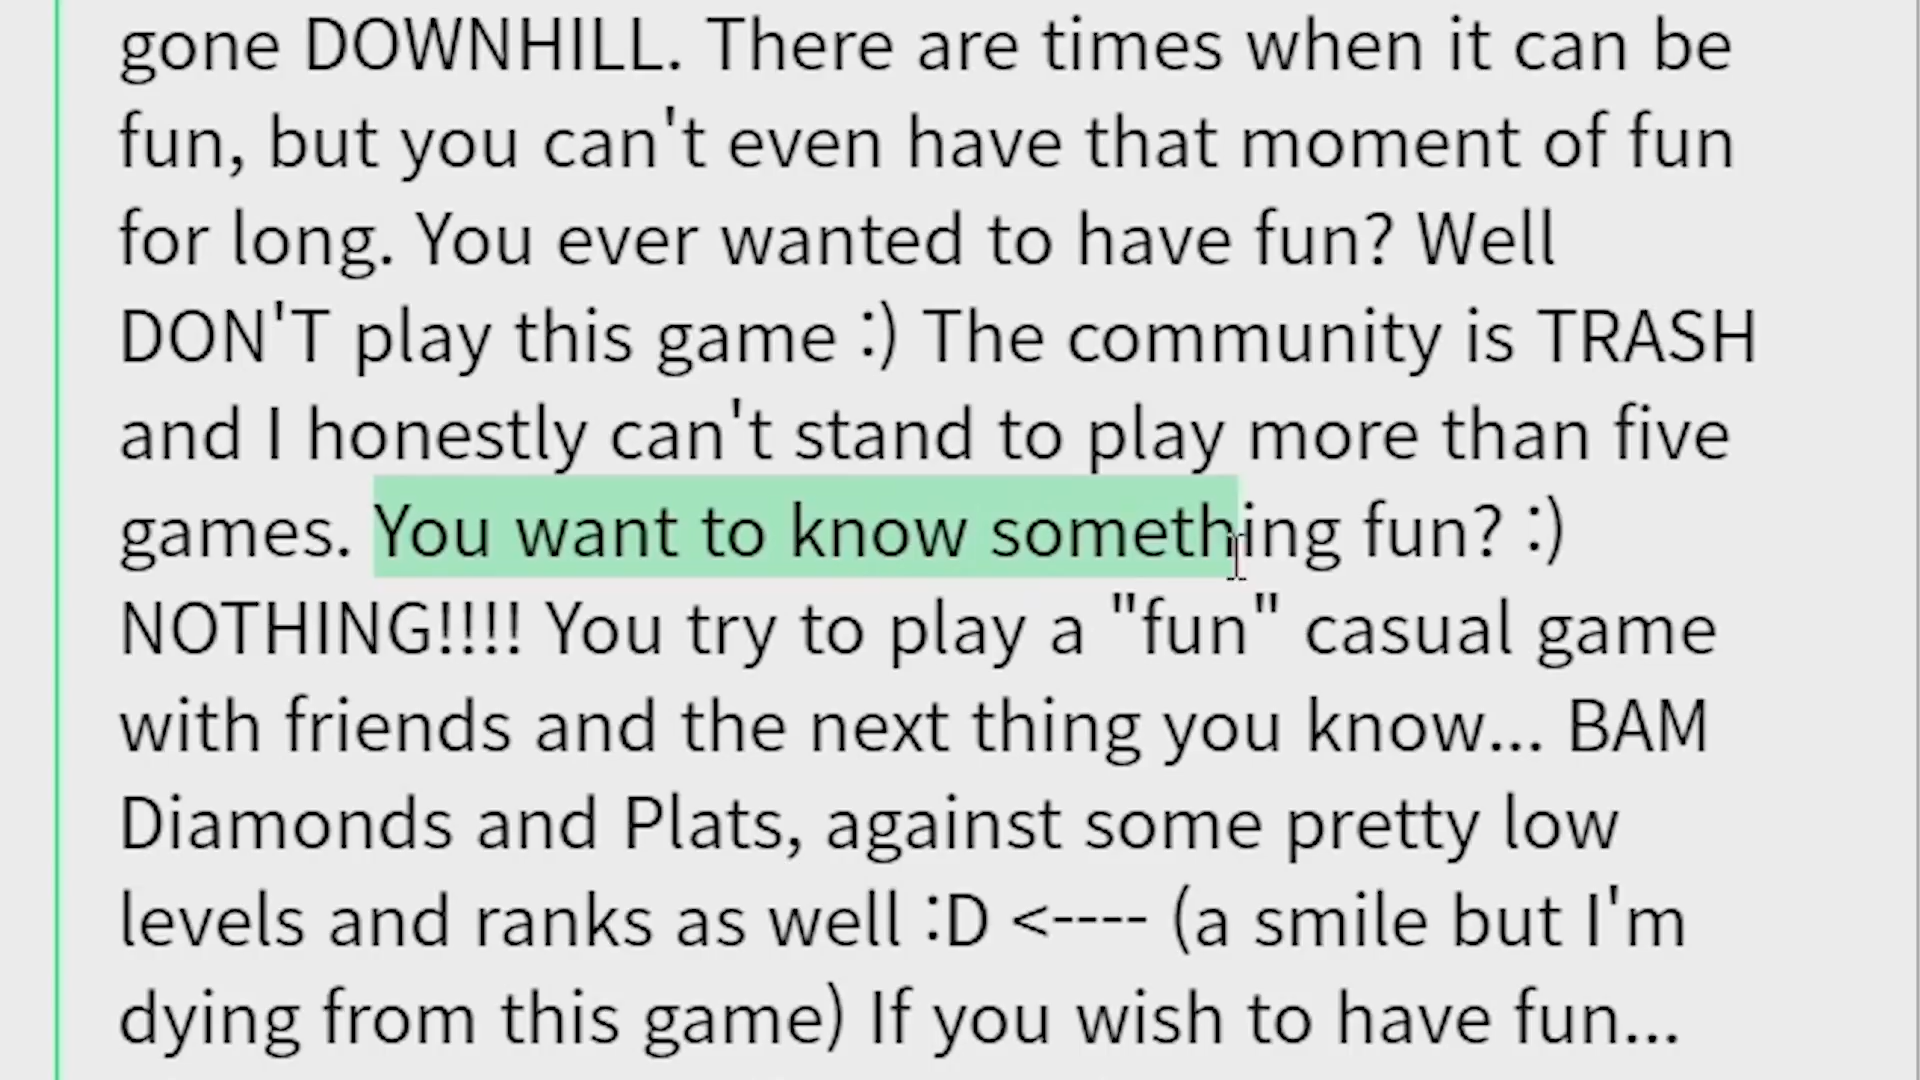 gone DOWNHILL. There are times when it can be
fun, but you can't even have that moment of fun
for long. You ever wanted to have fun? Well
DON'T play this game :) The community is TRASH
and I honestly can't stand to play more than five
games. You want to know something fun? :)
NOTHING!!!! You try to play a "fun" casual game
with friends and the next thing you know... BAM
Diamonds and Plats, against some pretty low
levels and ranks as well :D <---- (a smile but I'm
dying from this game) If you wish to have fun...